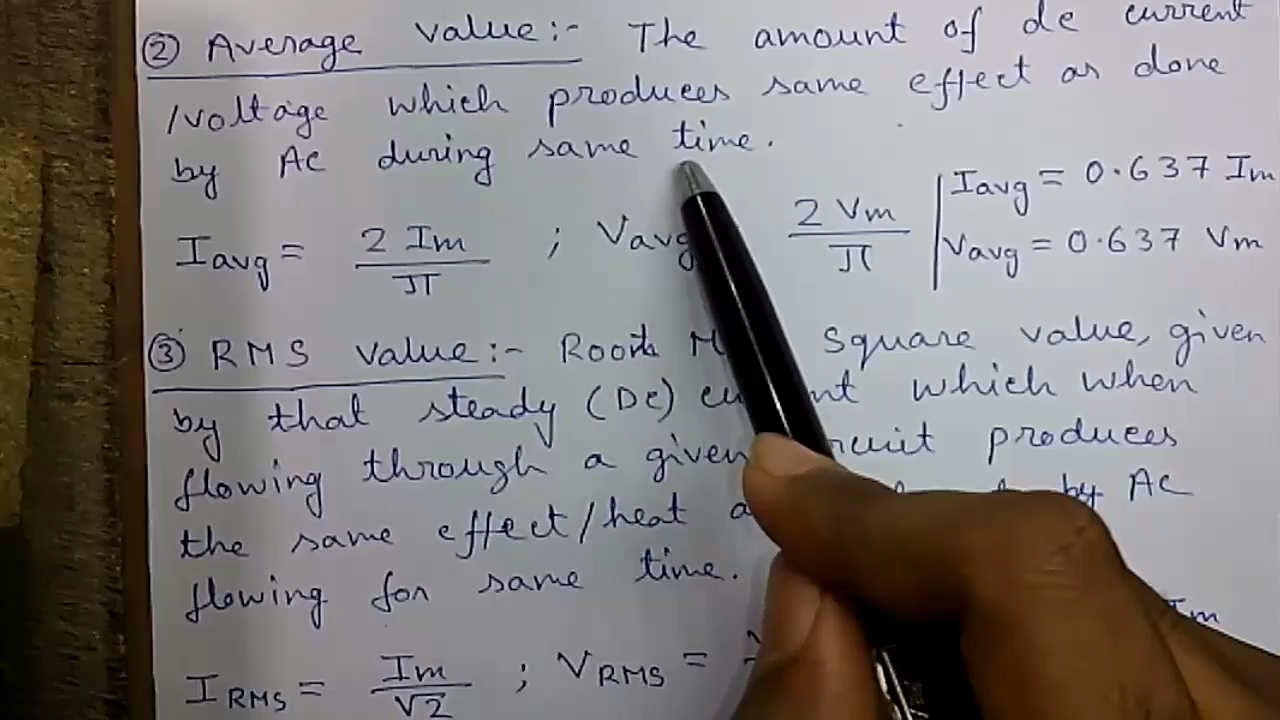 ② Average value:- The amount of dc current
/voltage which produces same effect as done
by AC during same time.
Iavg = 2 Im / π ; Vavg 2 Vm / π | Iavg = 0.637 Im
Vavg = 0.637 Vm
③ RMS value:- Root square value, given
by that steady (DC) which when
flowing through a given produces
the same effect/heat by AC
flowing for same time.
Im
IRMS = Im / √2 ; VRMS =